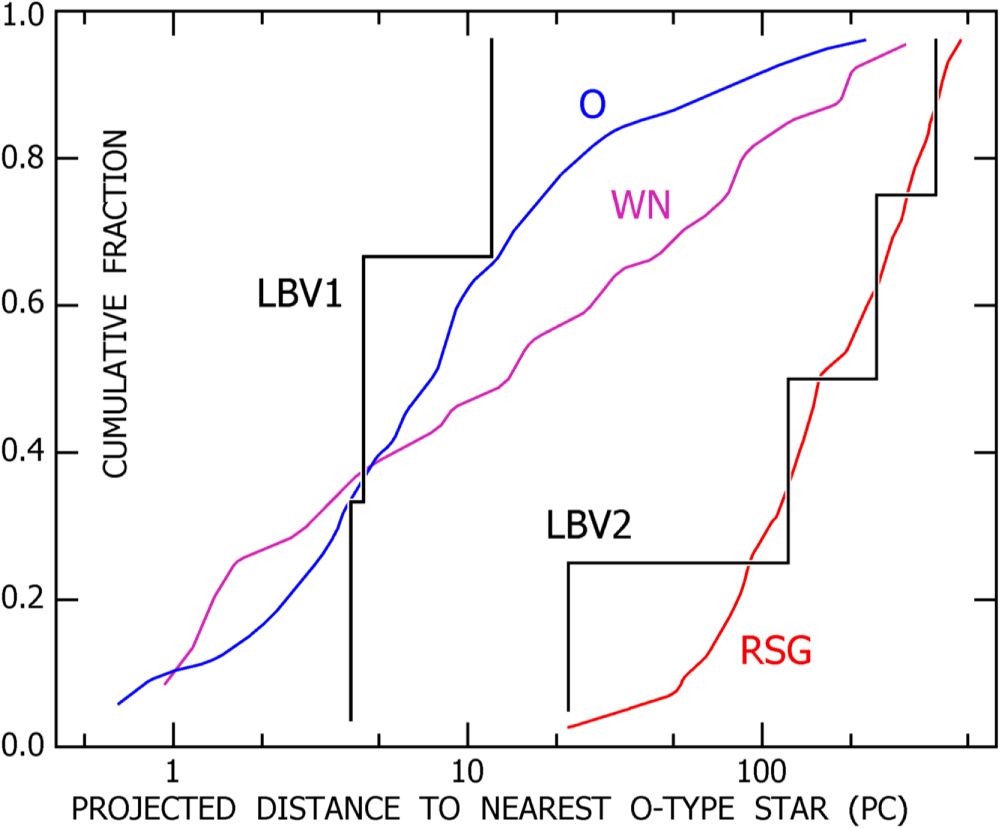 1.0
0.8
0.6
0.4
0.2
0.0
CUMULATIVE FRACTION
O
WN
LBV1
LBV2
RSG
1 10 100
PROJECTED DISTANCE TO NEAREST O-TYPE STAR (PC)